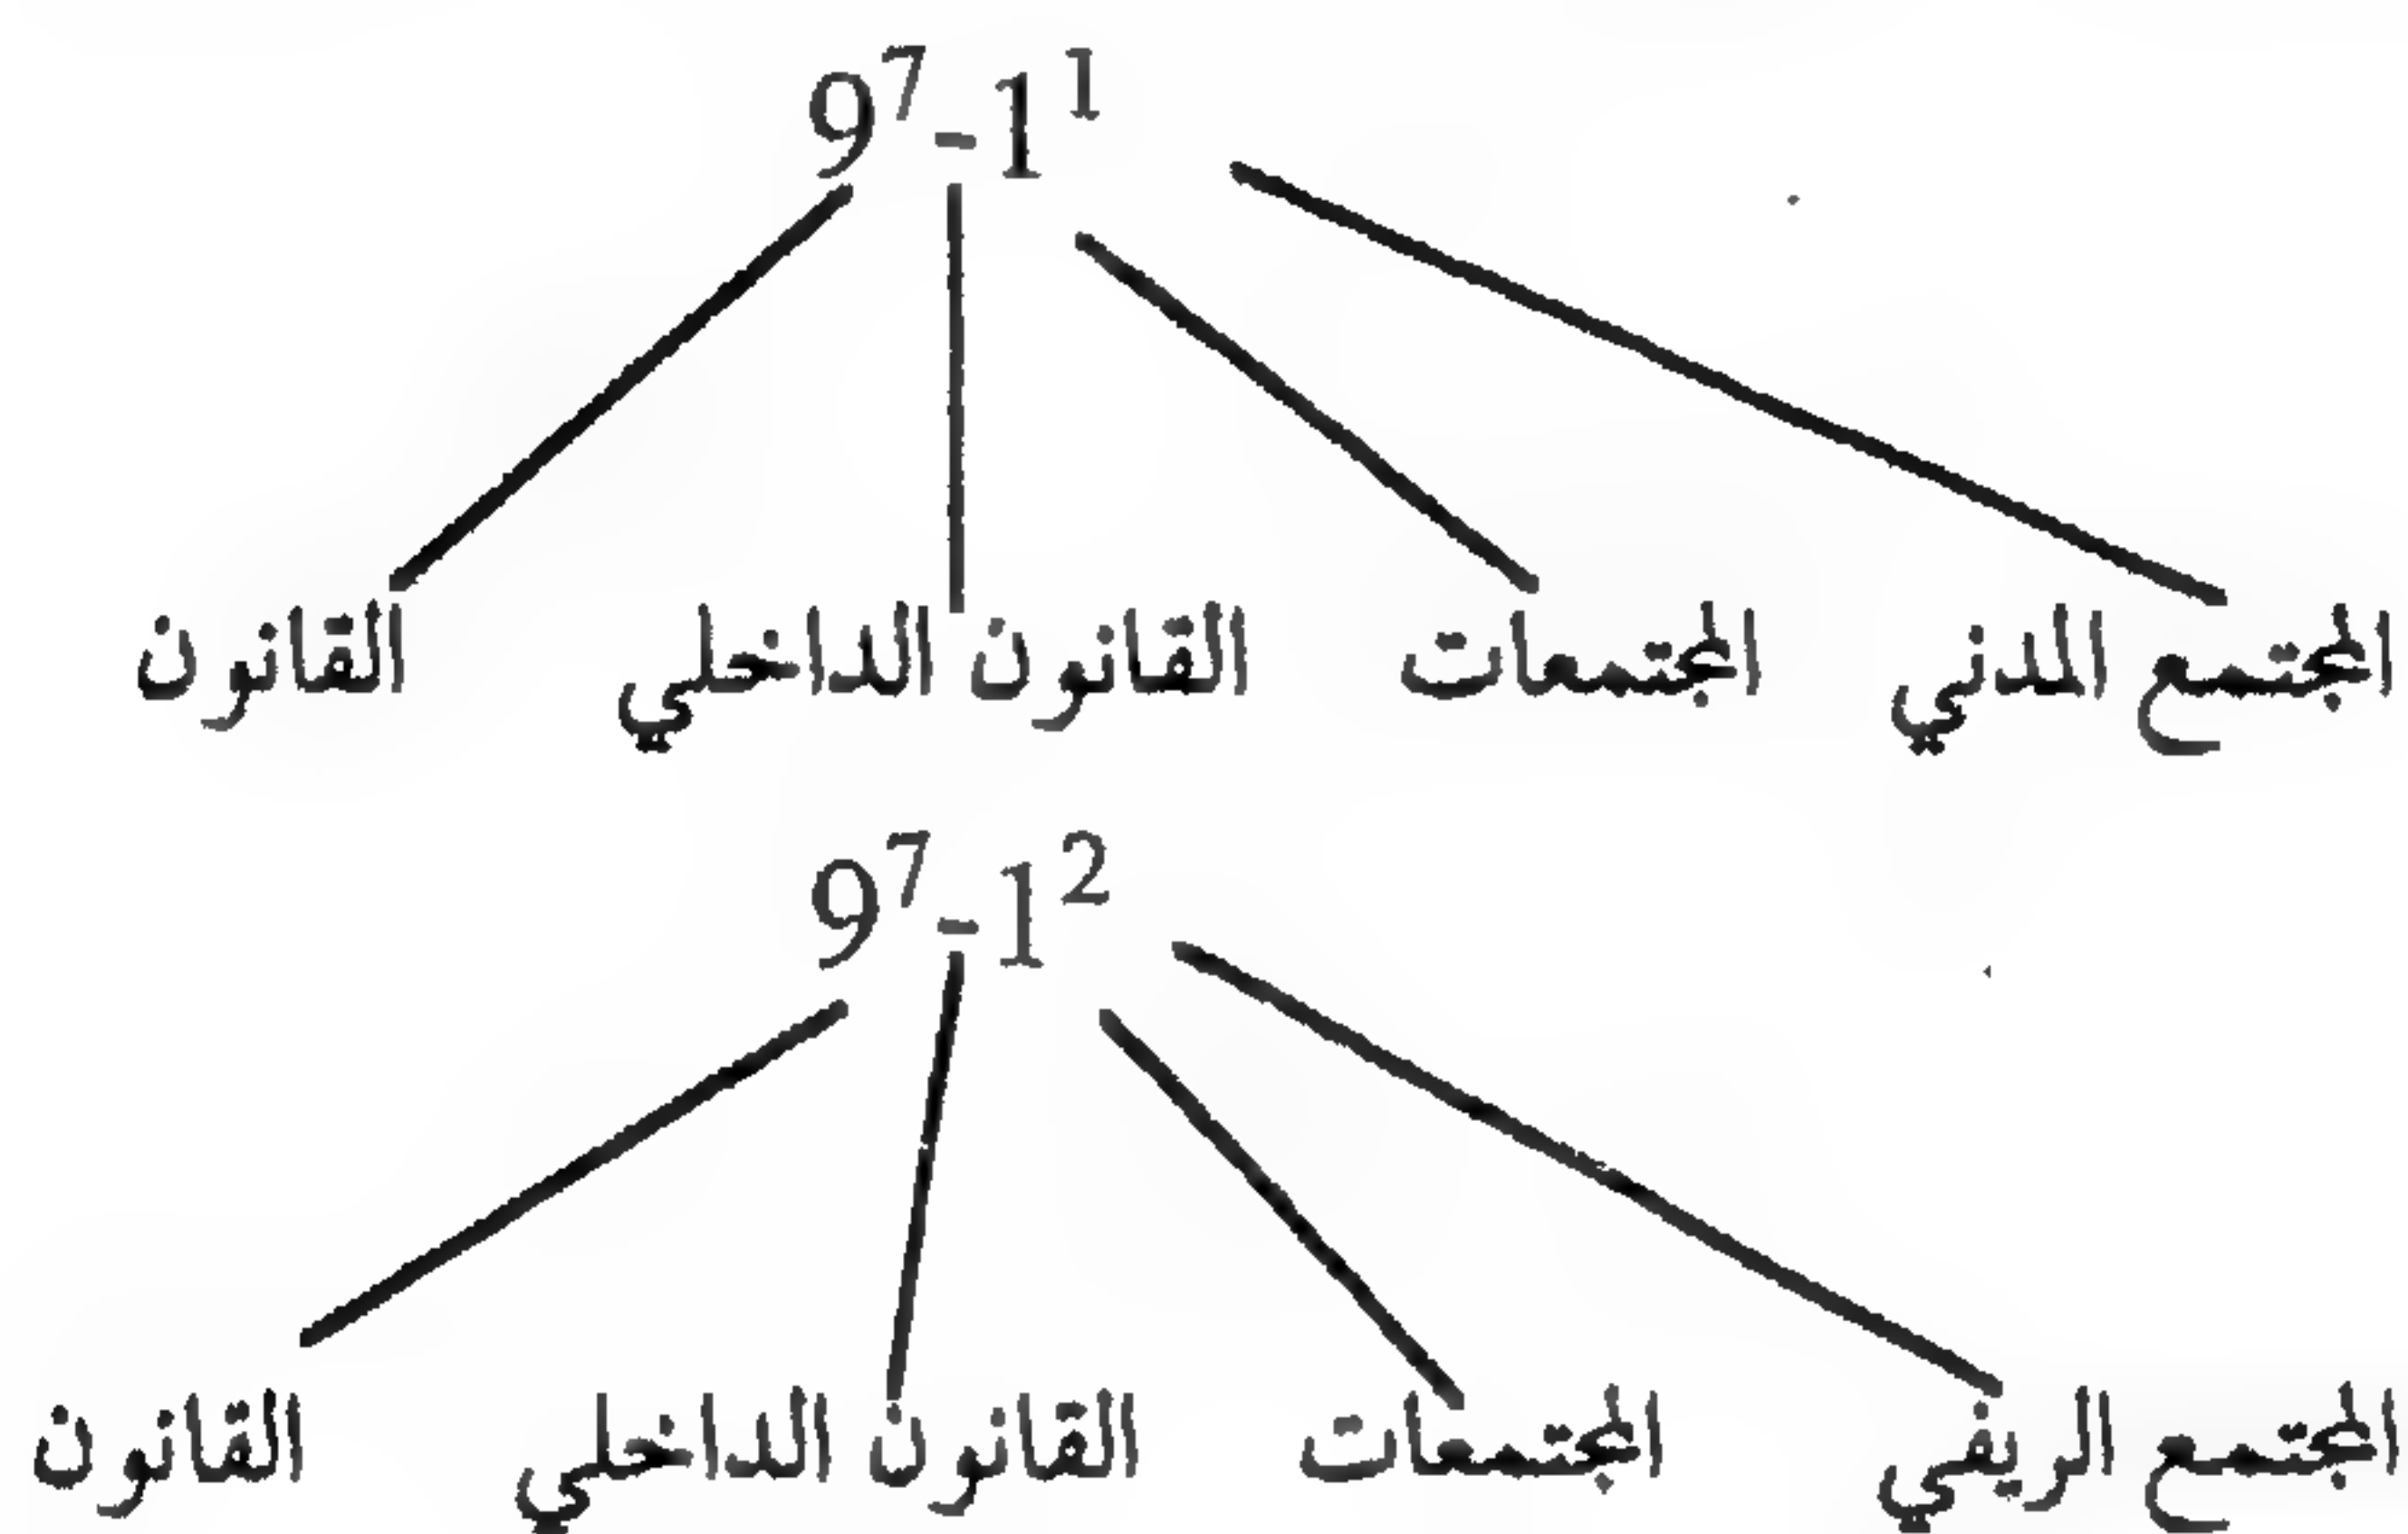 9⁷-1¹
المجتمع المدني المجتمعات القانون الداخلي القانون
9⁷-1²
المجتمع الريفي المجتمعات القانون الداخلي القانون